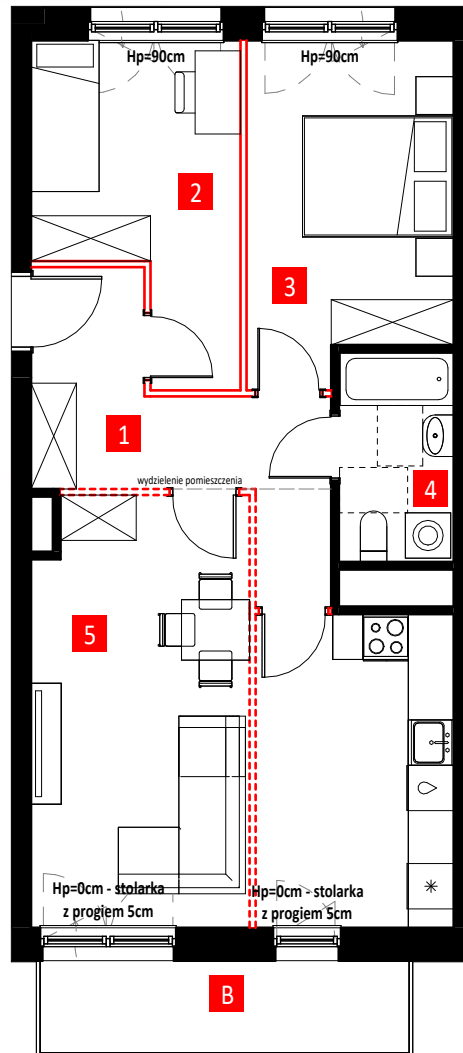 Hp=90cm
Hp=90cm
2
3
1
wydzielenie pomieszczenia
4
5
Hp=0cm - stolarka
z progiem 5cm
Hp=0cm - stolarka
z progiem 5cm
B